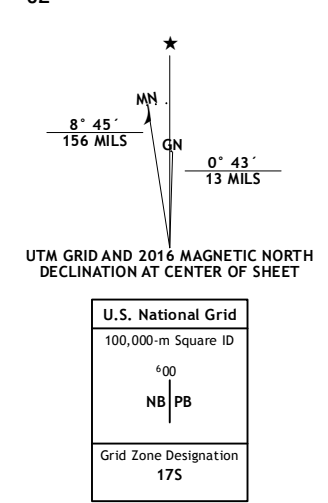 MN
GN
8° 45´
156 MILS
0° 43´
13 MILS
UTM GRID AND 2016 MAGNETIC NORTH
DECLINATION AT CENTER OF SHEET
U.S. National Grid
100,000-m Square ID
⁶00
NB PB
Grid Zone Designation
17S